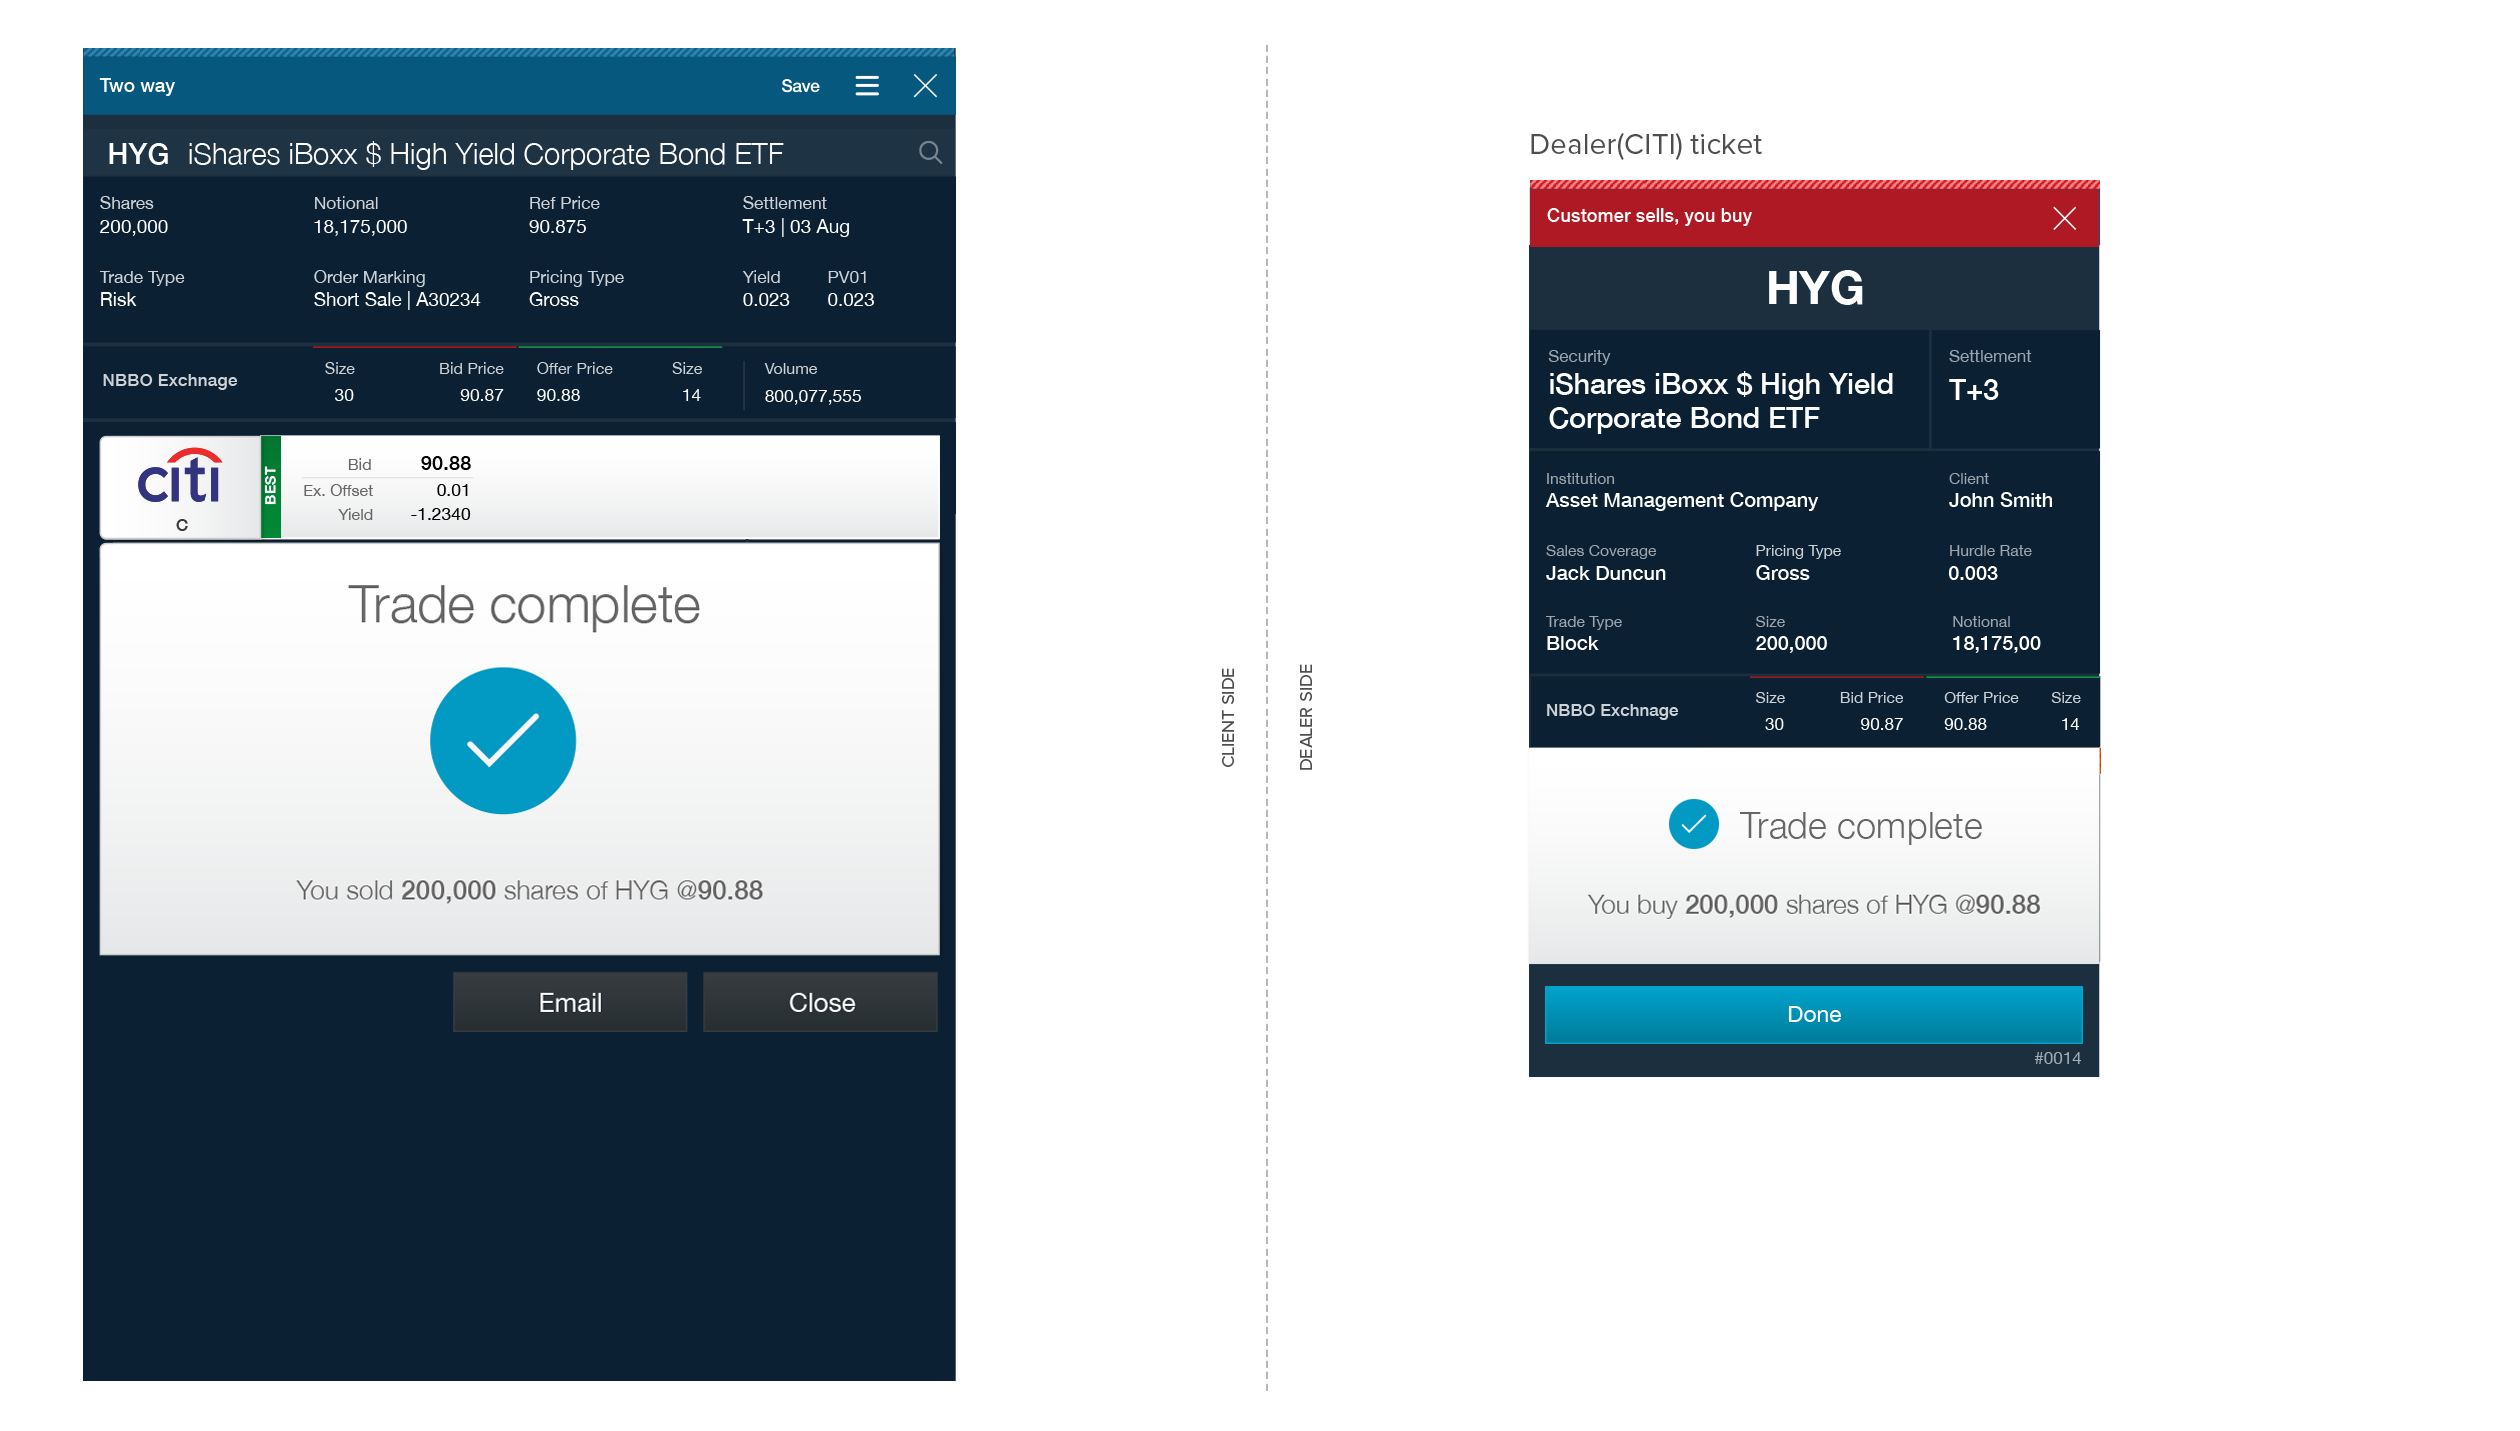 Two way
Save
HYG iShares iBoxx $ High Yield Corporate Bond ETF
Shares Notional Ref Price Settlement
200,000 18,175,000 90.875 T+3 | 03 Aug
Trade Type Order Marking Pricing Type Yield PV01
Risk Short Sale | A30234 Gross 0.023 0.023
NBBO Exchnage
Size Bid Price Offer Price Size Volume
30 90.87 90.88 14 800,077,555
citi
C
BEST
Bid 90.88
Ex. Offset 0.01
Yield -1.2340
Trade complete
You sold 200,000 shares of HYG @90.88
Email Close
CLIENT SIDE
DEALER SIDE
Dealer(CITI) ticket
Customer sells, you buy
HYG
Security Settlement
iShares iBoxx $ High Yield
Corporate Bond ETF
T+3
Institution Client
Asset Management Company John Smith
Sales Coverage Pricing Type Hurdle Rate
Jack Duncun Gross 0.003
Trade Type Size Notional
Block 200,000 18,175,00
NBBO Exchnage
Size Bid Price Offer Price Size
30 90.87 90.88 14
Trade complete
You buy 200,000 shares of HYG @90.88
Done
#0014